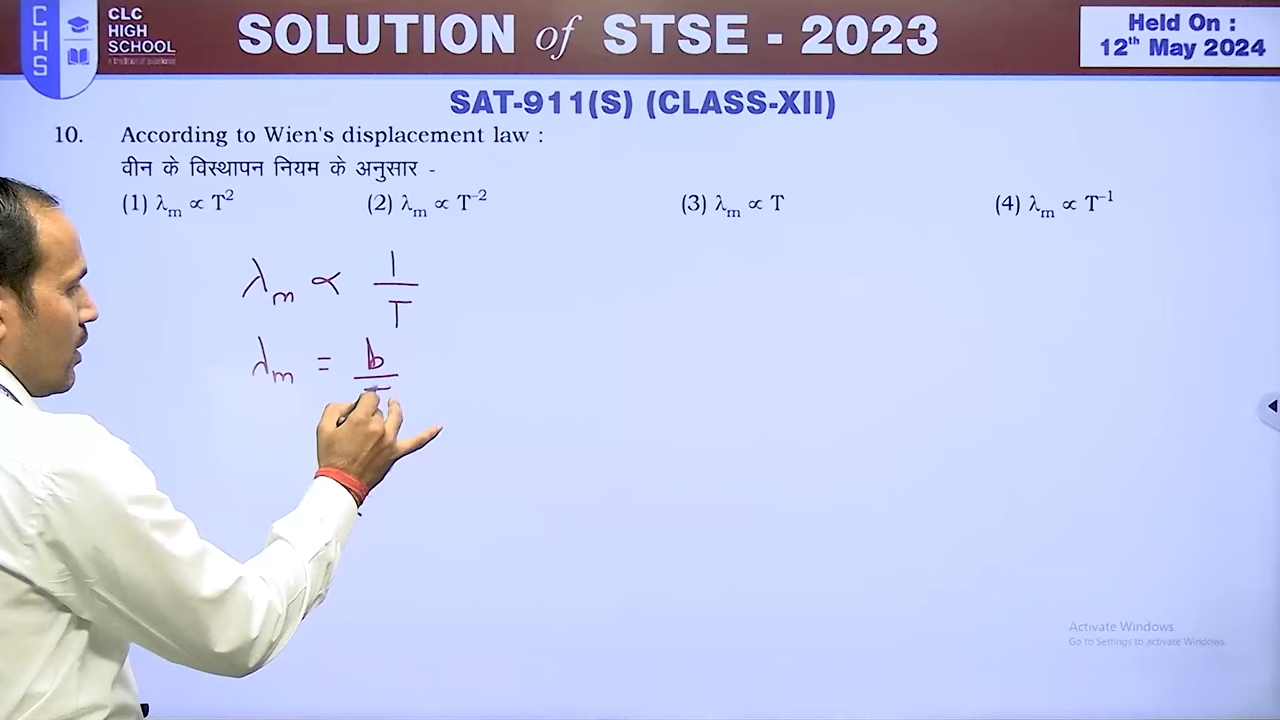 CHS
CLC
HIGH
SCHOOL
SOLUTION of STSE - 2023
Held On :
12th May 2024
SAT-911(S) (CLASS-XII)
10. According to Wien's displacement law :
वीन के विस्थापन नियम के अनुसार -
(1) λₘ ∝ T² (2) λₘ ∝ T⁻² (3) λₘ ∝ T (4) λₘ ∝ T⁻¹
λₘ ∝ 1/T
λₘ = b/T
Activate Windows
Go to Settings to activate Windows.